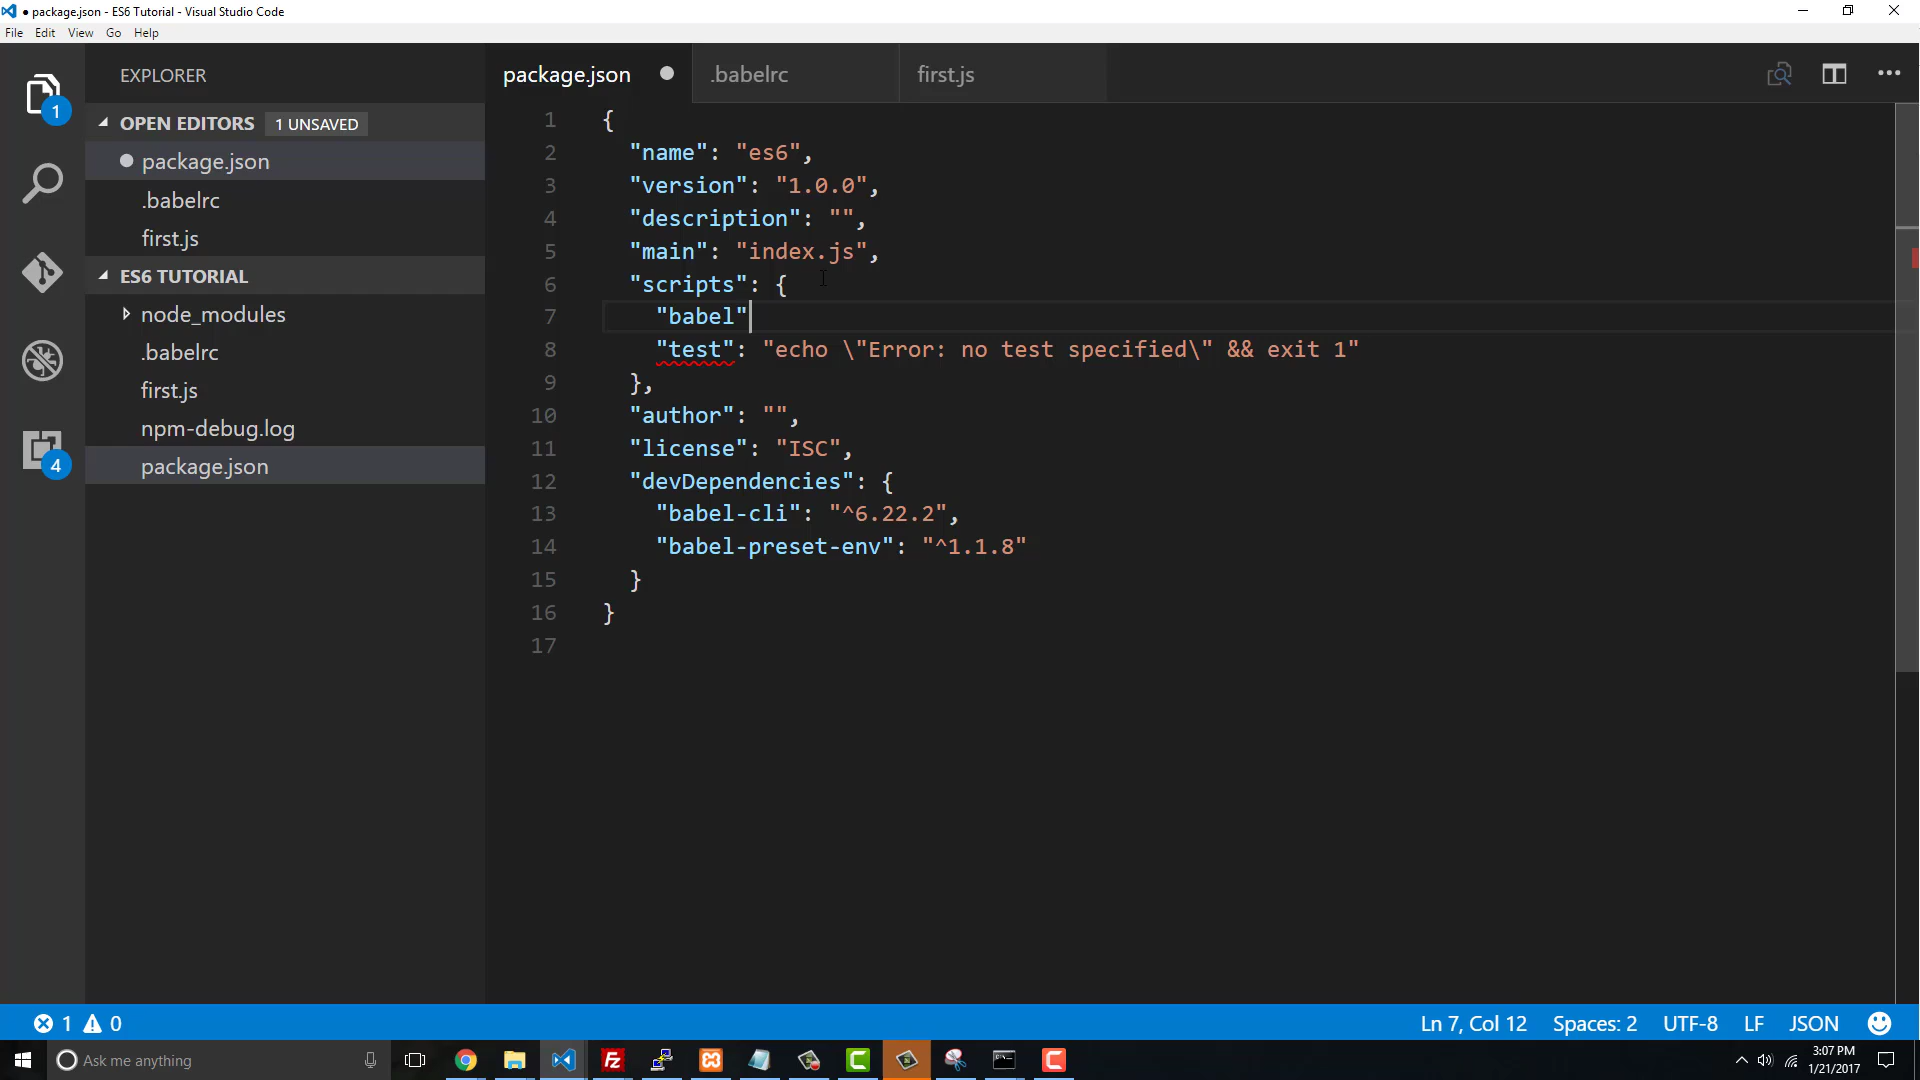 ● package.json - ES6 Tutorial - Visual Studio Code
File Edit View Go Help
EXPLORER
OPEN EDITORS 1 UNSAVED
package.json
.babelrc
first.js
ES6 TUTORIAL
node_modules
.babelrc
first.js
npm-debug.log
package.json
1
4
package.json .babelrc first.js
1 {
2 "name": "es6",
3 "version": "1.0.0",
4 "description": "",
5 "main": "index.js",
6 "scripts": {
7 "babel"
8 "test": "echo \"Error: no test specified\" && exit 1"
9 },
10 "author": "",
11 "license": "ISC",
12 "devDependencies": {
13 "babel-cli": "^6.22.2",
14 "babel-preset-env": "^1.1.8"
15 }
16 }
17
1 0 Ln 7, Col 12 Spaces: 2 UTF-8 LF JSON
Ask me anything
3:07 PM
1/21/2017